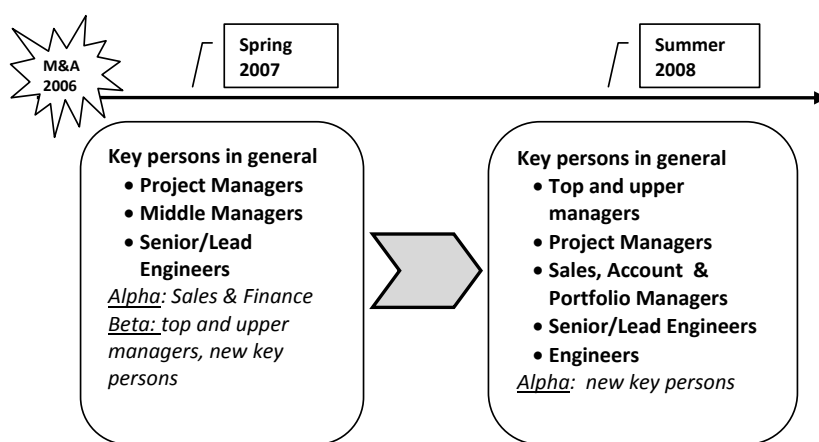 M&A
2006
Spring
2007
Summer
2008
Key persons in general
• Project Managers
• Middle Managers
• Senior/Lead
Engineers
Alpha: Sales & Finance
Beta: top and upper
managers, new key
persons
Key persons in general
• Top and upper
managers
• Project Managers
• Sales, Account &
Portfolio Managers
• Senior/Lead Engineers
• Engineers
Alpha: new key persons